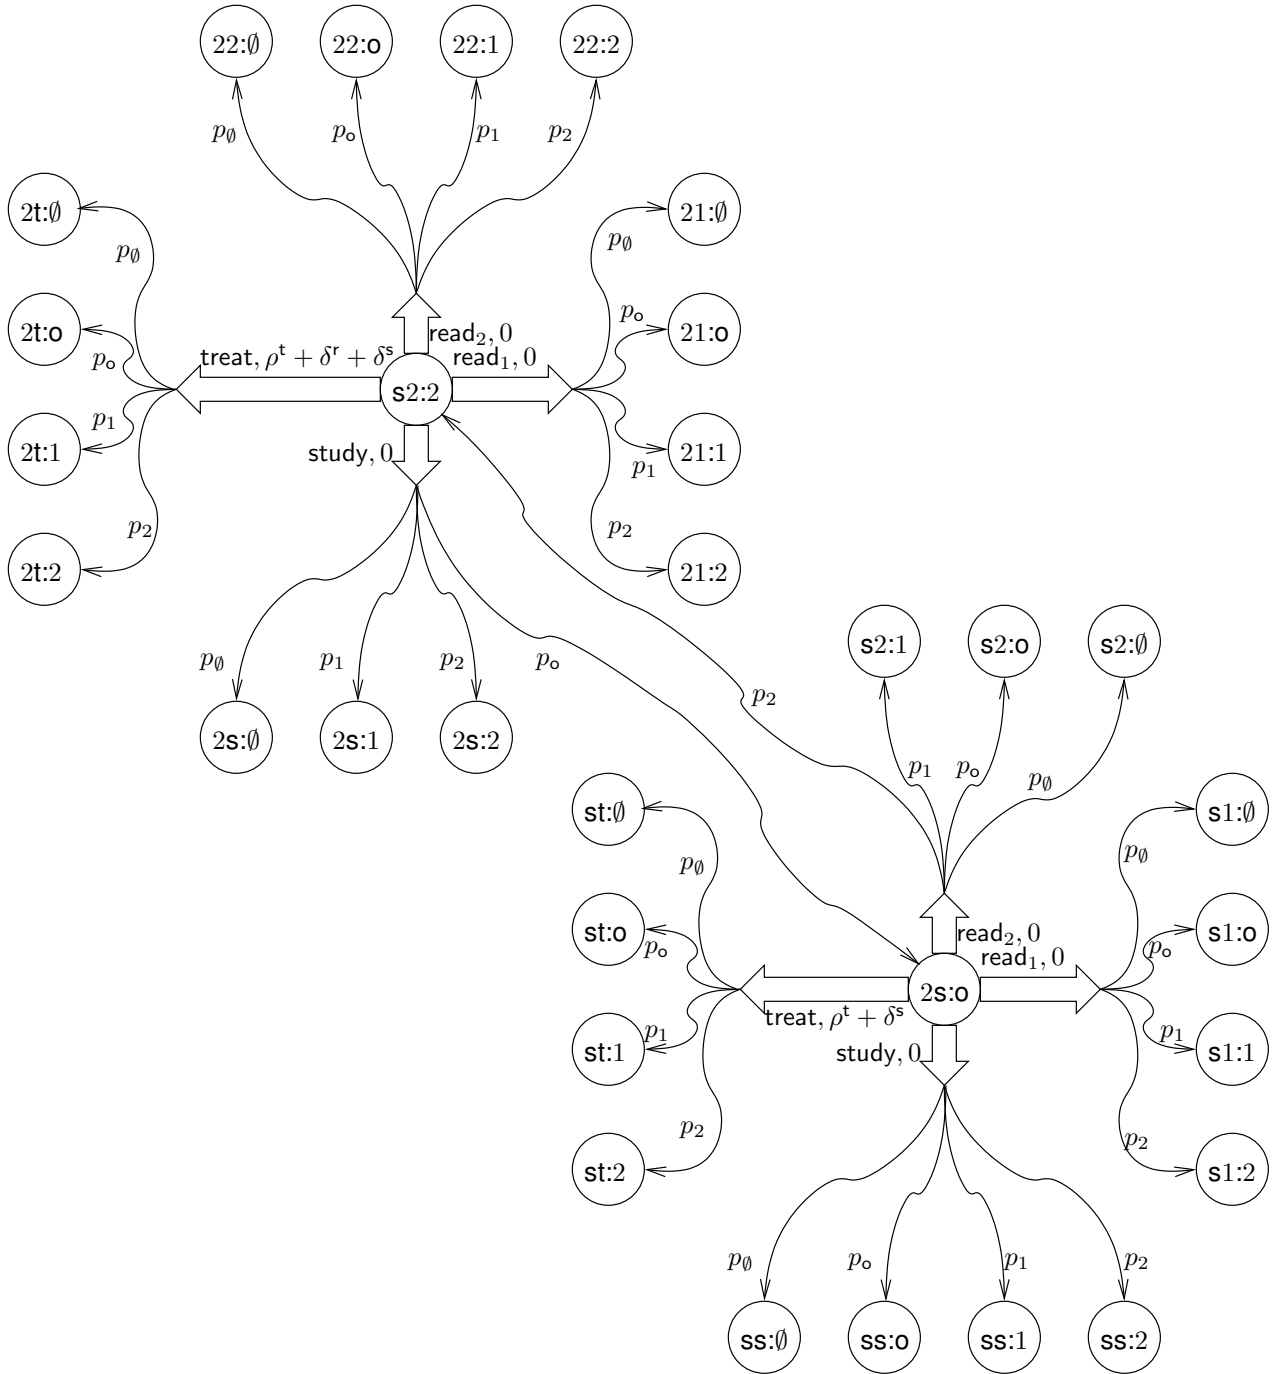 22:∅ 22:o 22:1 22:2
p∅ pₒ p₁ p₂
2t:∅ 21:∅
p∅ p∅
2t:o pₒ 21:o
read₂, 0
treat, ρᵗ + δʳ + δˢ read₁, 0
pₒ
s2:2
p₁
2t:1 study, 0 21:1
p₁
p₂ p₂
2t:2 21:2
s2:1 s2:o s2:∅
p∅ p₁ p₂ pₒ
p₂
2s:∅ 2s:1 2s:2
p₁ pₒ p∅
st:∅ s1:∅
p∅ p∅
st:o read₂, 0 s1:o
pₒ pₒ
read₁, 0
2s:o
treat, ρᵗ + δˢ
p₁ p₁
st:1 study, 0 s1:1
p₂ p₂
st:2 s1:2
p∅ pₒ p₁ p₂
ss:∅ ss:o ss:1 ss:2